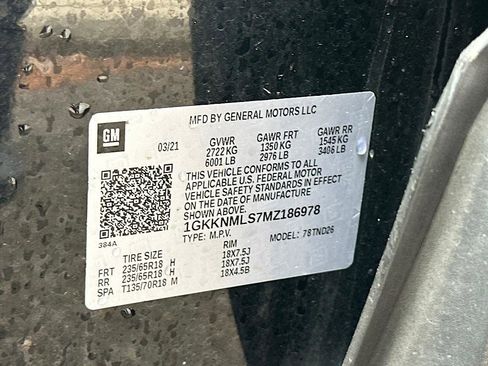 MFD BY GENERAL MOTORS LLC
GM
03/21 GVWR GAWR FRT GAWR RR
2722 KG 1350 KG 1545 KG
6001 LB 2976 LB 3406 LB
THIS VEHICLE CONFORMS TO ALL
APPLICABLE U.S. FEDERAL MOTOR
VEHICLE SAFETY STANDARDS IN EFFECT
ON THE DATE OF MANUFACTURE
SHOWN ABOVE.
1GKKNMLS7MZ186978
TYPE: M.P.V. MODEL: 78TND26
384A
TIRE SIZE RIM
FRT 235/65R18 H 18X7.5J
RR 235/65R18 H 18X7.5J
SPA T135/70R18 M 18X4.5B